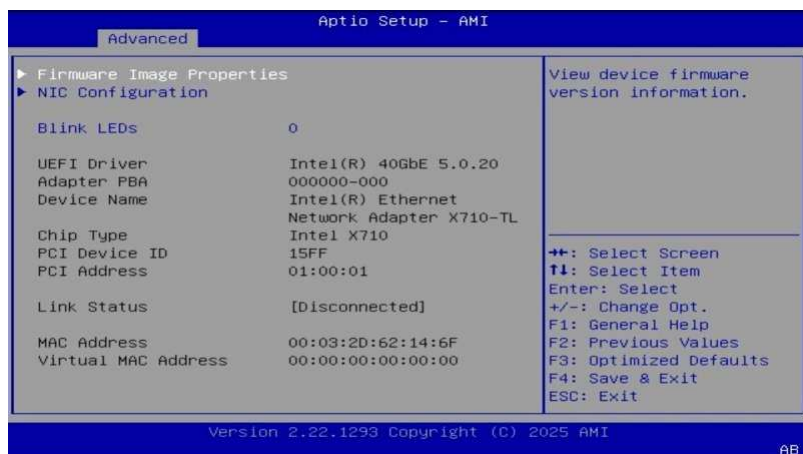 Aptio Setup - AMI
Advanced
▶ Firmware Image Properties
▶ NIC Configuration
Blink LEDs 0
UEFI Driver Intel(R) 40GbE 5.0.20
Adapter PBA 000000-000
Device Name Intel(R) Ethernet
Network Adapter X710-TL
Chip Type Intel X710
PCI Device ID 15FF
PCI Address 01:00:01
Link Status [Disconnected]
MAC Address 00:03:2D:62:14:6F
Virtual MAC Address 00:00:00:00:00:00
View device firmware
version information.
→←: Select Screen
↑↓: Select Item
Enter: Select
+/-: Change Opt.
F1: General Help
F2: Previous Values
F3: Optimized Defaults
F4: Save & Exit
ESC: Exit
Version 2.22.1293 Copyright (C) 2025 AMI
AB